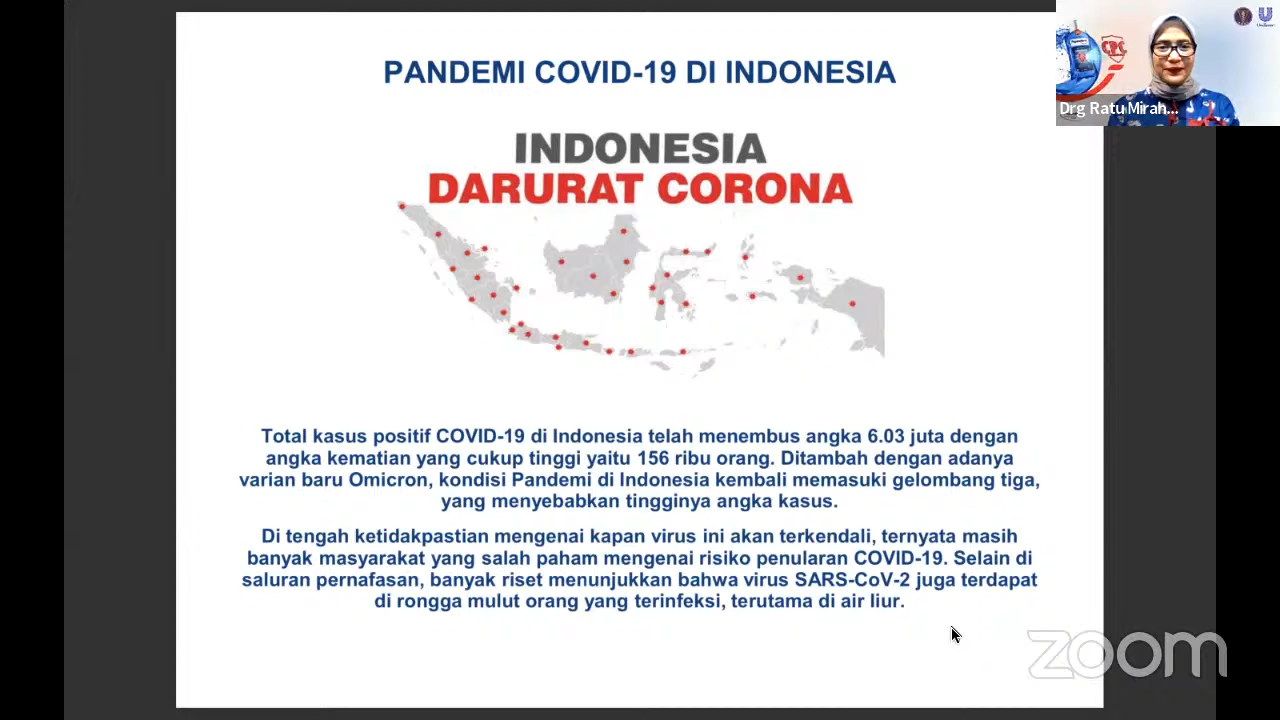 PANDEMI COVID-19 DI INDONESIA
INDONESIA
DARURAT CORONA
Total kasus positif COVID-19 di Indonesia telah menembus angka 6.03 juta dengan
angka kematian yang cukup tinggi yaitu 156 ribu orang. Ditambah dengan adanya
varian baru Omicron, kondisi Pandemi di Indonesia kembali memasuki gelombang tiga,
yang menyebabkan tingginya angka kasus.
Di tengah ketidakpastian mengenai kapan virus ini akan terkendali, ternyata masih
banyak masyarakat yang salah paham mengenai risiko penularan COVID-19. Selain di
saluran pernafasan, banyak riset menunjukkan bahwa virus SARS-CoV-2 juga terdapat
di rongga mulut orang yang terinfeksi, terutama di air liur.
Drg Ratu Mirah...
zoom